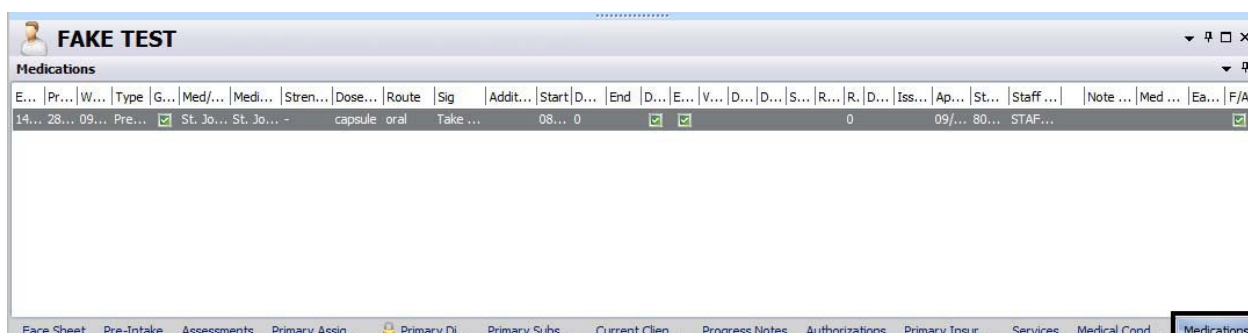 FAKE TEST
Medications
E... Pr... W... Type G... Med/... Medi... Stren... Dose... Route Sig Addit... Start D... End D... E... V... D... D... S... R... R. D... Iss... Ap... St... Staff ... Note ... Med ... Ea... F/A
14... 28... 09... Pre... St. Jo... St. Jo... - capsule oral Take ... 08... 0 0 09/... 80... STAF...
Face Sheet Pre-Intake Assessments Primary Assig... Primary Di... Primary Subs... Current Clien... Progress Notes Authorizations Primary Insur... Services Medical Cond... Medications